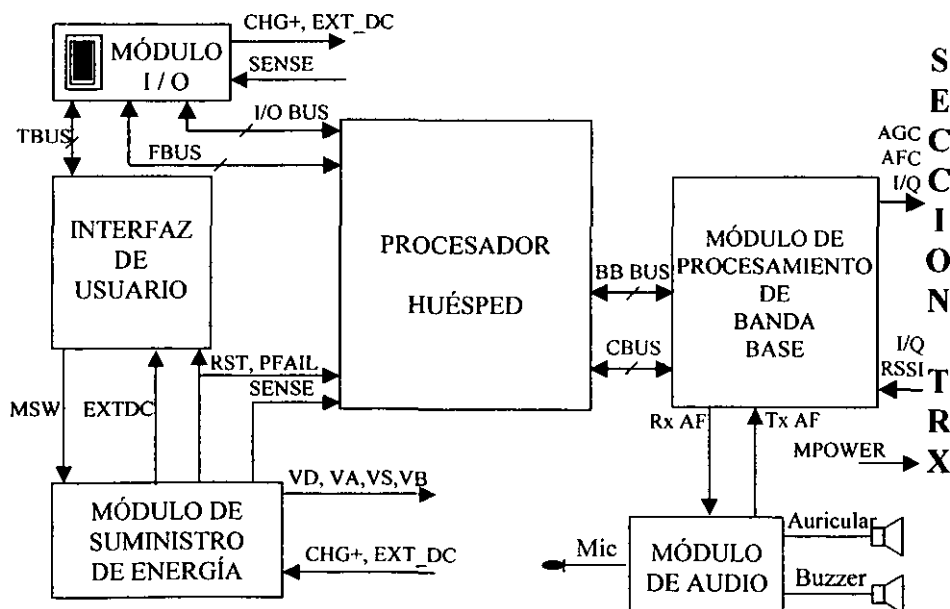 CHG+, EXT_DC
MÓDULO
I / O
SENSE
I/O BUS
TBUS
FBUS
INTERFAZ
DE
USUARIO
PROCESADOR
HUÉSPED
AGC
AFC
I/Q
MÓDULO DE
PROCESAMIENTO
DE
BANDA
BASE
BB BUS
CBUS
I/Q
RSSI
RST, PFAIL
SENSE
MSW
EXTDC
Rx AF
Tx AF
MPOWER
VD, VA,VS,VB
MÓDULO DE
SUMINISTRO
DE ENERGÍA
CHG+, EXT_DC
Mic
MÓDULO
DE AUDIO
Auricular
Buzzer
SECCION TRX